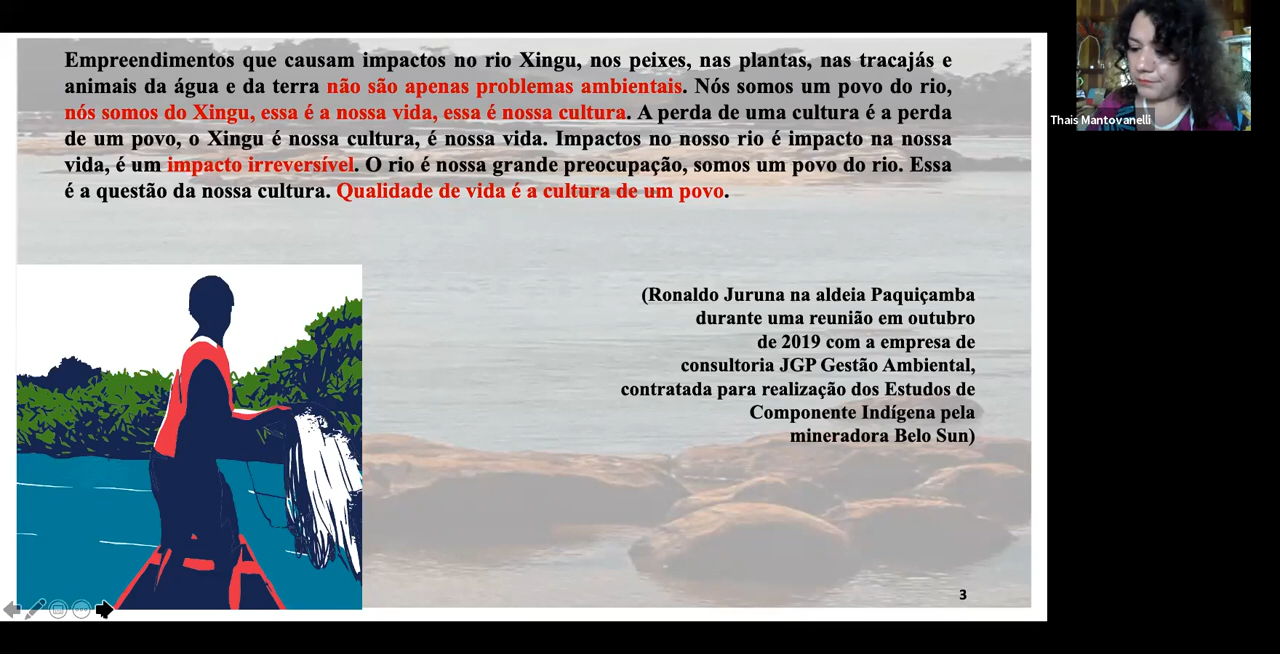 Empreendimentos que causam impactos no rio Xingu, nos peixes, nas plantas, nas tracajás e
animais da água e da terra não são apenas problemas ambientais. Nós somos um povo do rio,
nós somos do Xingu, essa é a nossa vida, essa é nossa cultura. A perda de uma cultura é a perda
de um povo, o Xingu é nossa cultura, é nossa vida. Impactos no nosso rio é impacto na nossa
vida, é um impacto irreversível. O rio é nossa grande preocupação, somos um povo do rio. Essa
é a questão da nossa cultura. Qualidade de vida é a cultura de um povo.
Thais Mantovanelli
(Ronaldo Juruna na aldeia Paquiçamba
durante uma reunião em outubro
de 2019 com a empresa de
consultoria JGP Gestão Ambiental,
contratada para realização dos Estudos de
Componente Indígena pela
mineradora Belo Sun)
3